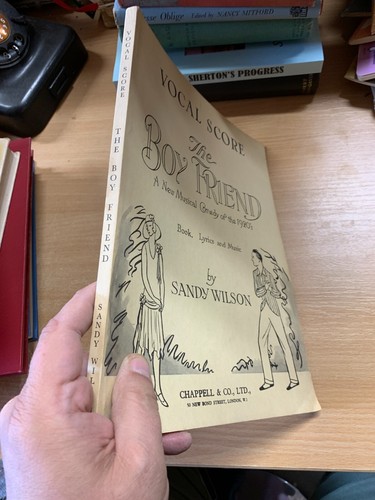 VOCAL SCORE
The
BOY FRIEND
A New Musical Comedy of the 1920's
Book, Lyrics and Music
by
SANDY WILSON
CHAPPELL & CO., LTD.,
50 NEW BOND STREET, LONDON, W.1
VOCAL SCORE THE BOY FRIEND SANDY WIL
Oblige Edited by NANCY MITFORD
SHERTON'S PROGRESS